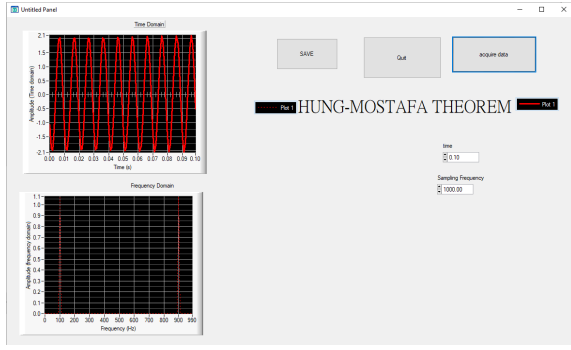 Untitled Panel
Time Domain
Amplitude (Time domain)
2.1
1.5
1.0
0.5
0.0
-0.5
-1.0
-1.5
-2.1
0.00 0.01 0.02 0.03 0.04 0.05 0.06 0.07 0.08 0.09 0.10
Time (s)
SAVE
Quit
acquire data
Plot 1
HUNG-MOSTAFA THEOREM
Plot 1
time
0.10
Sampling Frequency
1000.00
Frequency Domain
Amplitude (frequency domain)
1.1
1.0
0.9
0.8
0.7
0.6
0.5
0.4
0.3
0.2
0.1
0.0
0 100 200 300 400 500 600 700 800 900 990
Frequency (Hz)